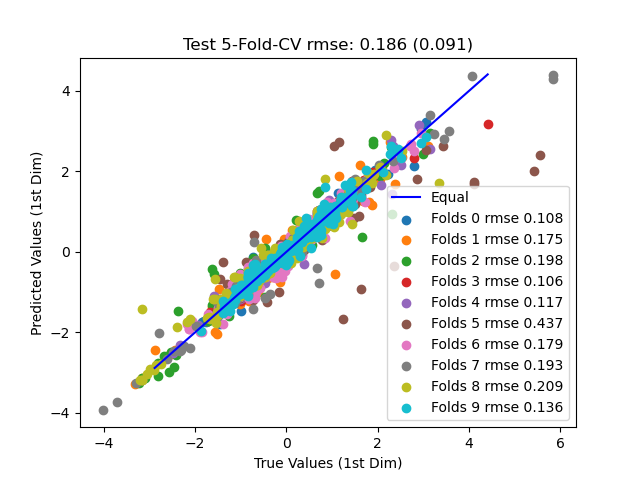 Test 5-Fold-CV rmse: 0.186 (0.091)
Predicted Values (1st Dim)
4
2
0
−2
−4
−4
−2
0
2
4
6
True Values (1st Dim)
Equal
Folds 0 rmse 0.108
Folds 1 rmse 0.175
Folds 2 rmse 0.198
Folds 3 rmse 0.106
Folds 4 rmse 0.117
Folds 5 rmse 0.437
Folds 6 rmse 0.179
Folds 7 rmse 0.193
Folds 8 rmse 0.209
Folds 9 rmse 0.136